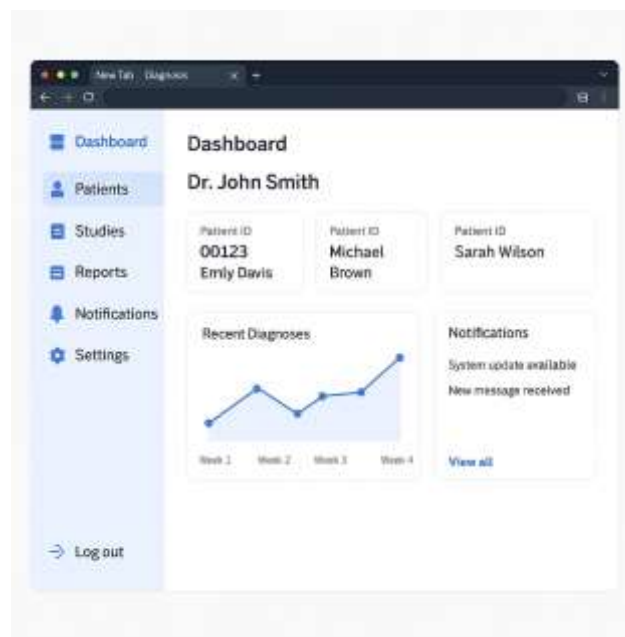 New Tab Diagnoses
Dashboard
Patients
Studies
Reports
Notifications
Settings
Log out
Dashboard
Dr. John Smith
Patient ID
00123
Emily Davis
Patient ID
Michael
Brown
Patient ID
Sarah Wilson
Recent Diagnoses
Week 1 Week 2 Week 3 Week 4
Notifications
System update available
New message received
View all